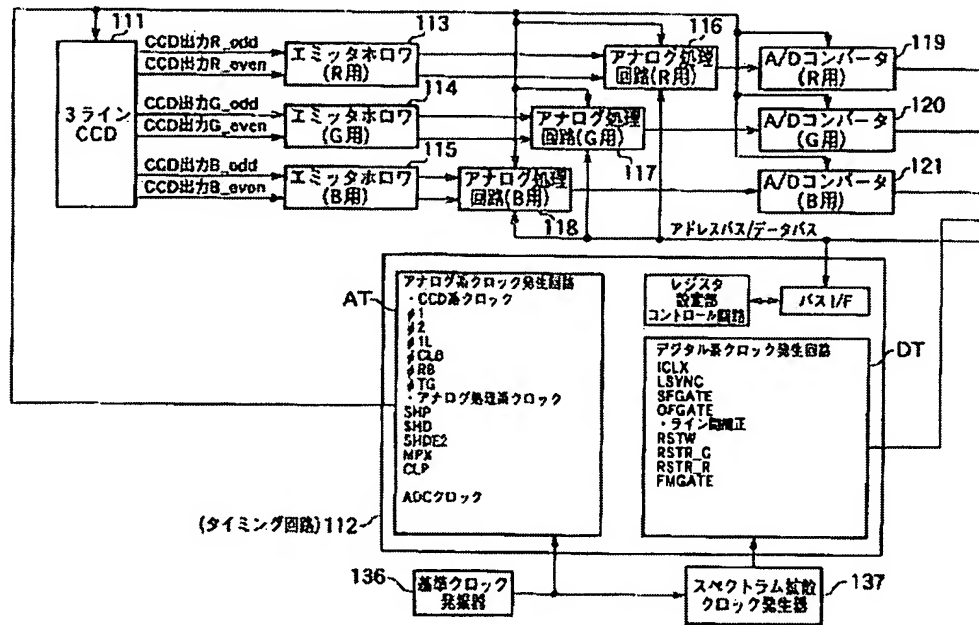 111
113
116
119
CCD出力R_odd
CCD出力R_even
エミッタホロワ
(R用)
アナログ処理
回路(R用)
A/Dコンバータ
(R用)
114
120
3ライン
CCD
CCD出力G_odd
CCD出力G_even
エミッタホロワ
(G用)
アナログ処理
回路(G用)
A/Dコンバータ
(G用)
115
117
121
CCD出力B_odd
CCD出力B_even
エミッタホロワ
(B用)
アナログ処理
回路(B用)
A/Dコンバータ
(B用)
118
アドレスバス/データバス
AT
アナログ系クロック発生回路
・CCD系クロック
φ1
φ2
φ1L
φCLB
φRB
φTG
・アナログ処理系クロック
SHP
SHD
SHDE2
MPX
CLP
ADCクロック
レジスタ
設定部
コントロール回路
バスI/F
デジタル系クロック発生回路
DT
ICLX
LSYNC
SFGATE
OFGATE
・ライン間補正
RSTW
RSTR_G
RSTR_R
FMGATE
(タイミング回路)112
136
基準クロック
発振器
スペクトラム拡散
クロック発生器
137